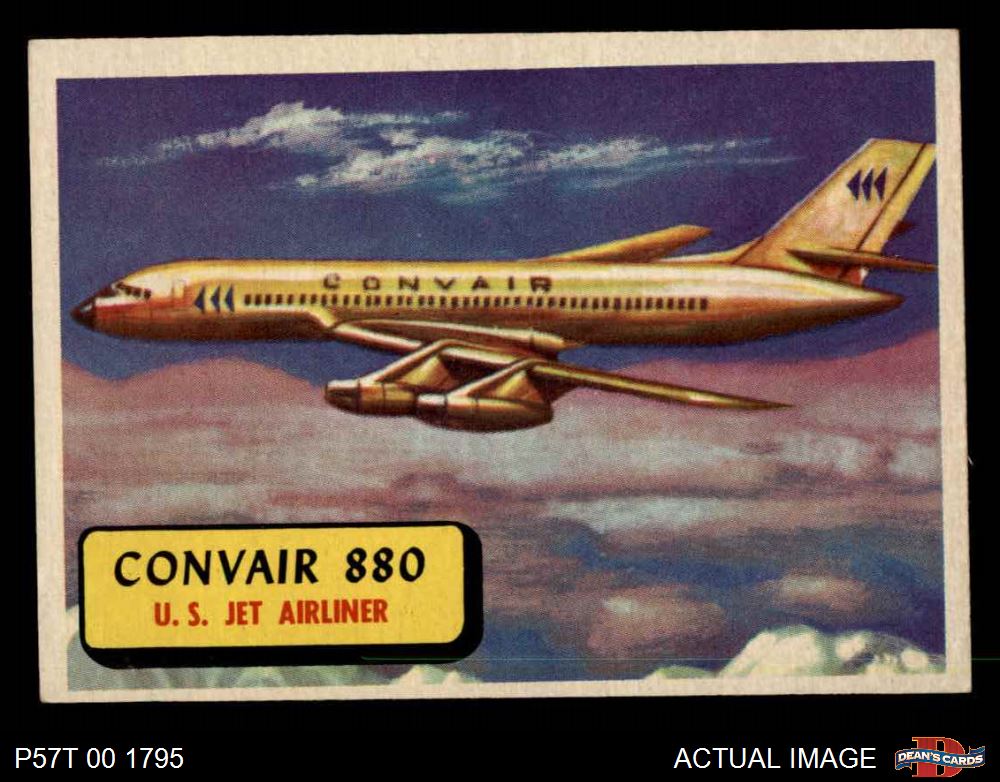 CONVAIR
CONVAIR 880
U. S. JET AIRLINER
P57T 00 1795
ACTUAL IMAGE
DEAN'S CARDS